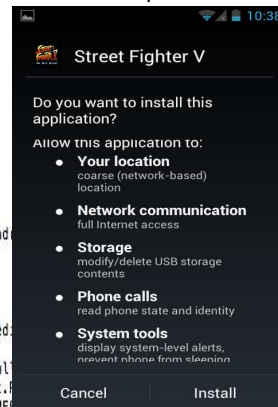 10:38
Street Fighter V
Do you want to install this
application?
Allow this application to:
Your location
coarse (network-based)
location
Network communication
full Internet access
Storage
modify/delete USB storage
contents
Phone calls
read phone state and identity
System tools
display system-level alerts,
prevent phone from sleeping
Cancel
Install